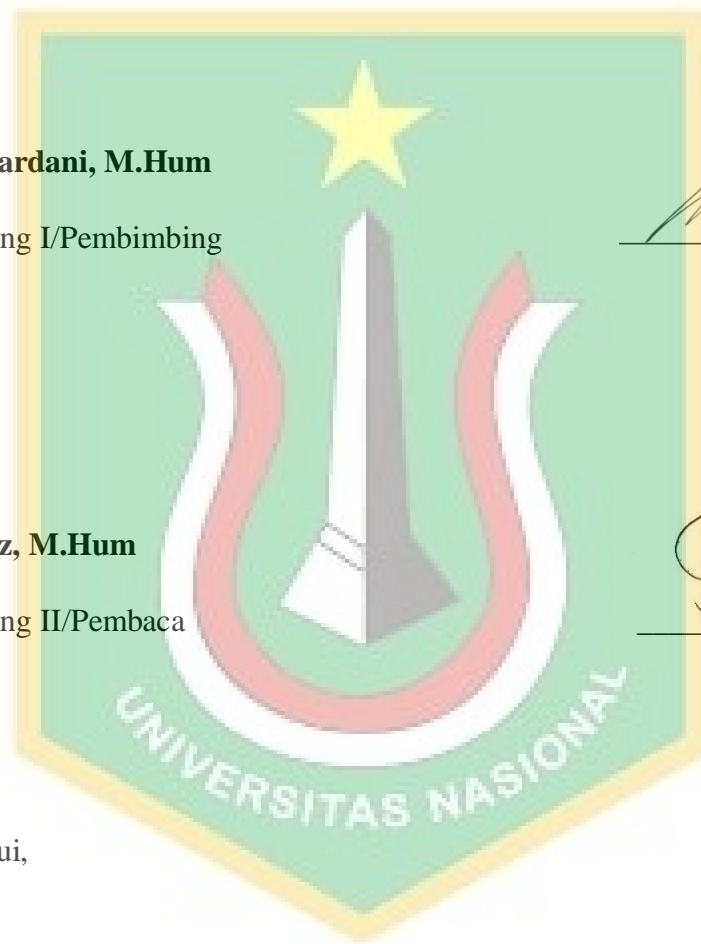 ardani, M.Hum
ng I/Pembimbing
z, M.Hum
ng II/Pembaca
UNIVERSITAS NASIONAL
ui,